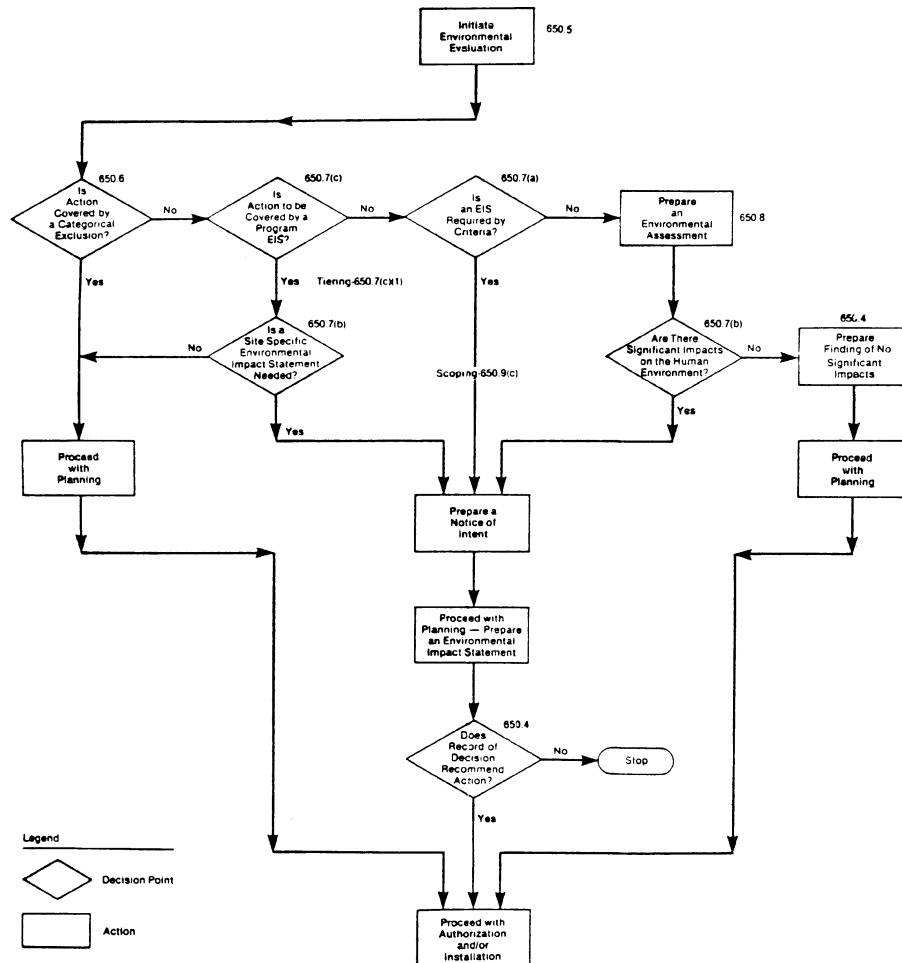 Initiate
Environmental
Evaluation
650.5
650.6
Is
Action
Covered by
a Categorical
Exclusion?
No
Yes
650.7(c)
Is
Action to be
Covered by a
Program
EIS?
No
Yes
Tiering-650.7(c)(1)
650.7(a)
Is
an EIS
Required by
Criteria?
No
Yes
Scoping-650.9(c)
Prepare
an
Environmental
Assessment
650.8
650.7(b)
Is a
Site Specific
Environmental
Impact Statement
Needed?
No
Yes
650.7(b)
Are There
Significant Impacts
on the Human
Environment?
No
Yes
650.4
Prepare
Finding of No
Significant
Impacts
Proceed
with
Planning
Prepare a
Notice of
Intent
Proceed
with
Planning
Proceed with
Planning — Prepare
an Environmental
Impact Statement
650.4
Does
Record of
Decision
Recommend
Action?
No
Stop
Yes
Legend
Decision Point
Action
Proceed with
Authorization
and/or
Installation